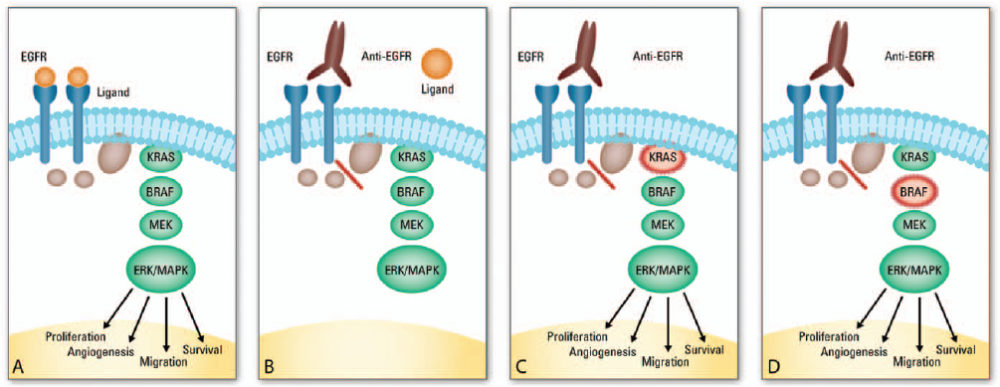 EGFR
Ligand
KRAS
BRAF
MEK
ERK/MAPK
Proliferation
Angiogenesis
Migration
Survival
A
EGFR
Anti-EGFR
Ligand
KRAS
BRAF
MEK
ERK/MAPK
B
EGFR
Anti-EGFR
KRAS
BRAF
MEK
ERK/MAPK
Proliferation
Angiogenesis
Migration
Survival
C
Anti-EGFR
KRAS
BRAF
MEK
ERK/MAPK
Proliferation
Angiogenesis
Migration
Survival
D